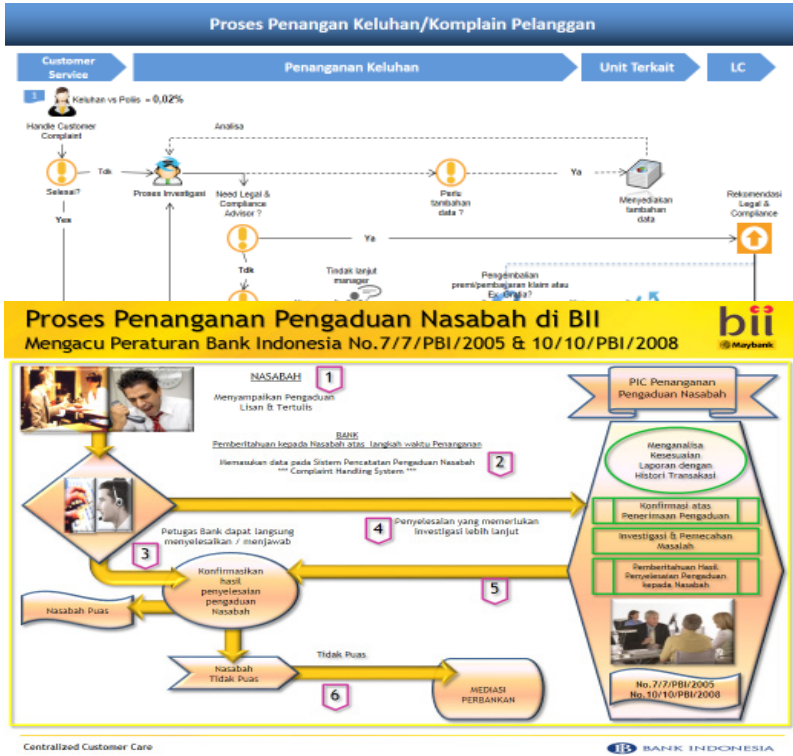 Proses Penangan Keluhan/Komplain Pelanggan
Customer
Service
Penanganan Keluhan
Unit Terkait
LC
1
Keluhan vs Polis = 0,02%
Handle Customer
Complaint
Analisa
Selesai?
Tdk
Yes
Proses Investigasi
Need Legal &
Compliance
Advisor ?
Perlu
tambahan
data ?
Ya
Menyediakan
tambahan
data
Rekomendasi
Legal &
Compliance
Ya
Tdk
Tindak lanjut
manager
Pengembalian
premi/pembayaran klaim atau
Ex Gratia?
Proses Penanganan Pengaduan Nasabah di BII
Mengacu Peraturan Bank Indonesia No.7/7/PBI/2005 & 10/10/PBI/2008
bii
Maybank
NASABAH
1
Menyampaikan Pengaduan
Lisan & Tertulis
BANK
Pemberitahuan kepada Nasabah atas langkah waktu Penanganan
Memasukan data pada Sistem Pencatatan Pengaduan Nasabah
*** Complaint Handling System ***
2
PIC Penanganan
Pengaduan Nasabah
Menganalisa
Kesesuaian
Laporan dengan
Histori Transakasi
Konfirmasi atas
Penerimaan Pengaduan
Investigasi & Pemecahan
Masalah
Pemberitahuan Hasil
Penyelesaian Pengaduan
kepada Nasabah
No.7/7/PBI/2005
No.10/10/PBI/2008
3
Petugas Bank dapat langsung
menyelesaikan / menjawab
4
Penyelesaian yang memerlukan
investigasi lebih lanjut
5
Konfirmasikan
hasil
penyelesaian
pengaduan
Nasabah
Nasabah Puas
Nasabah
Tidak Puas
Tidak Puas
6
MEDIASI
PERBANKAN
Centralized Customer Care
BANK INDONESIA